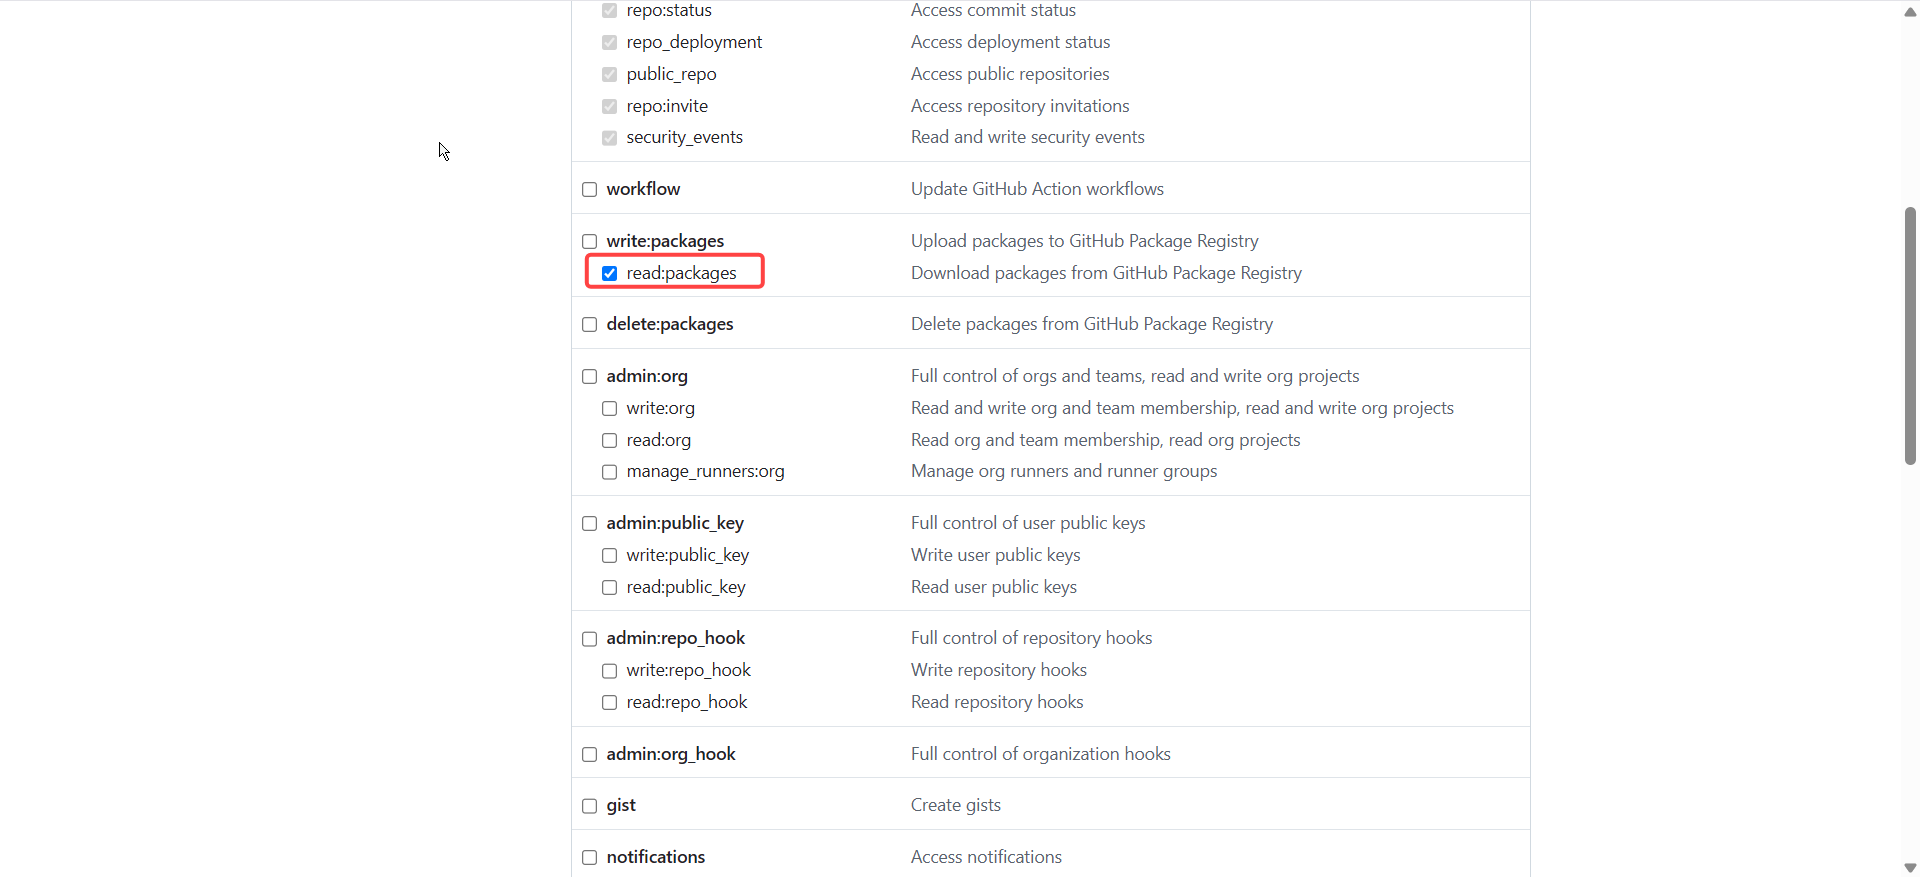 repo:status Access commit status
repo_deployment Access deployment status
public_repo Access public repositories
repo:invite Access repository invitations
security_events Read and write security events
workflow Update GitHub Action workflows
write:packages Upload packages to GitHub Package Registry
read:packages Download packages from GitHub Package Registry
delete:packages Delete packages from GitHub Package Registry
admin:org Full control of orgs and teams, read and write org projects
write:org Read and write org and team membership, read and write org projects
read:org Read org and team membership, read org projects
manage_runners:org Manage org runners and runner groups
admin:public_key Full control of user public keys
write:public_key Write user public keys
read:public_key Read user public keys
admin:repo_hook Full control of repository hooks
write:repo_hook Write repository hooks
read:repo_hook Read repository hooks
admin:org_hook Full control of organization hooks
gist Create gists
notifications Access notifications